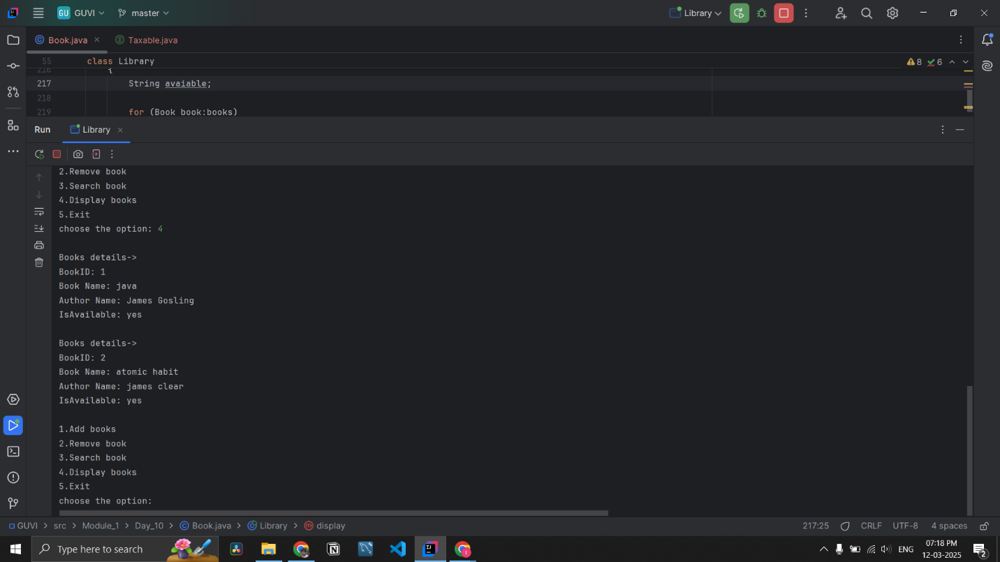 GU GUVI master Library
Book.java Taxable.java
55 class Library 8 6
216 {
217 String avaiable;
218
219 for (Book book:books)
Run Library
2.Remove book
3.Search book
4.Display books
5.Exit
choose the option: 4
Books details->
BookID: 1
Book Name: java
Author Name: James Gosling
IsAvailable: yes
Books details->
BookID: 2
Book Name: atomic habit
Author Name: james clear
IsAvailable: yes
1.Add books
2.Remove book
3.Search book
4.Display books
5.Exit
choose the option:
GUVI > src > Module_1 > Day_10 > Book.java > Library > display 217:25 CRLF UTF-8 4 spaces
Type here to search ENG 07:18 PM
12-03-2025 2